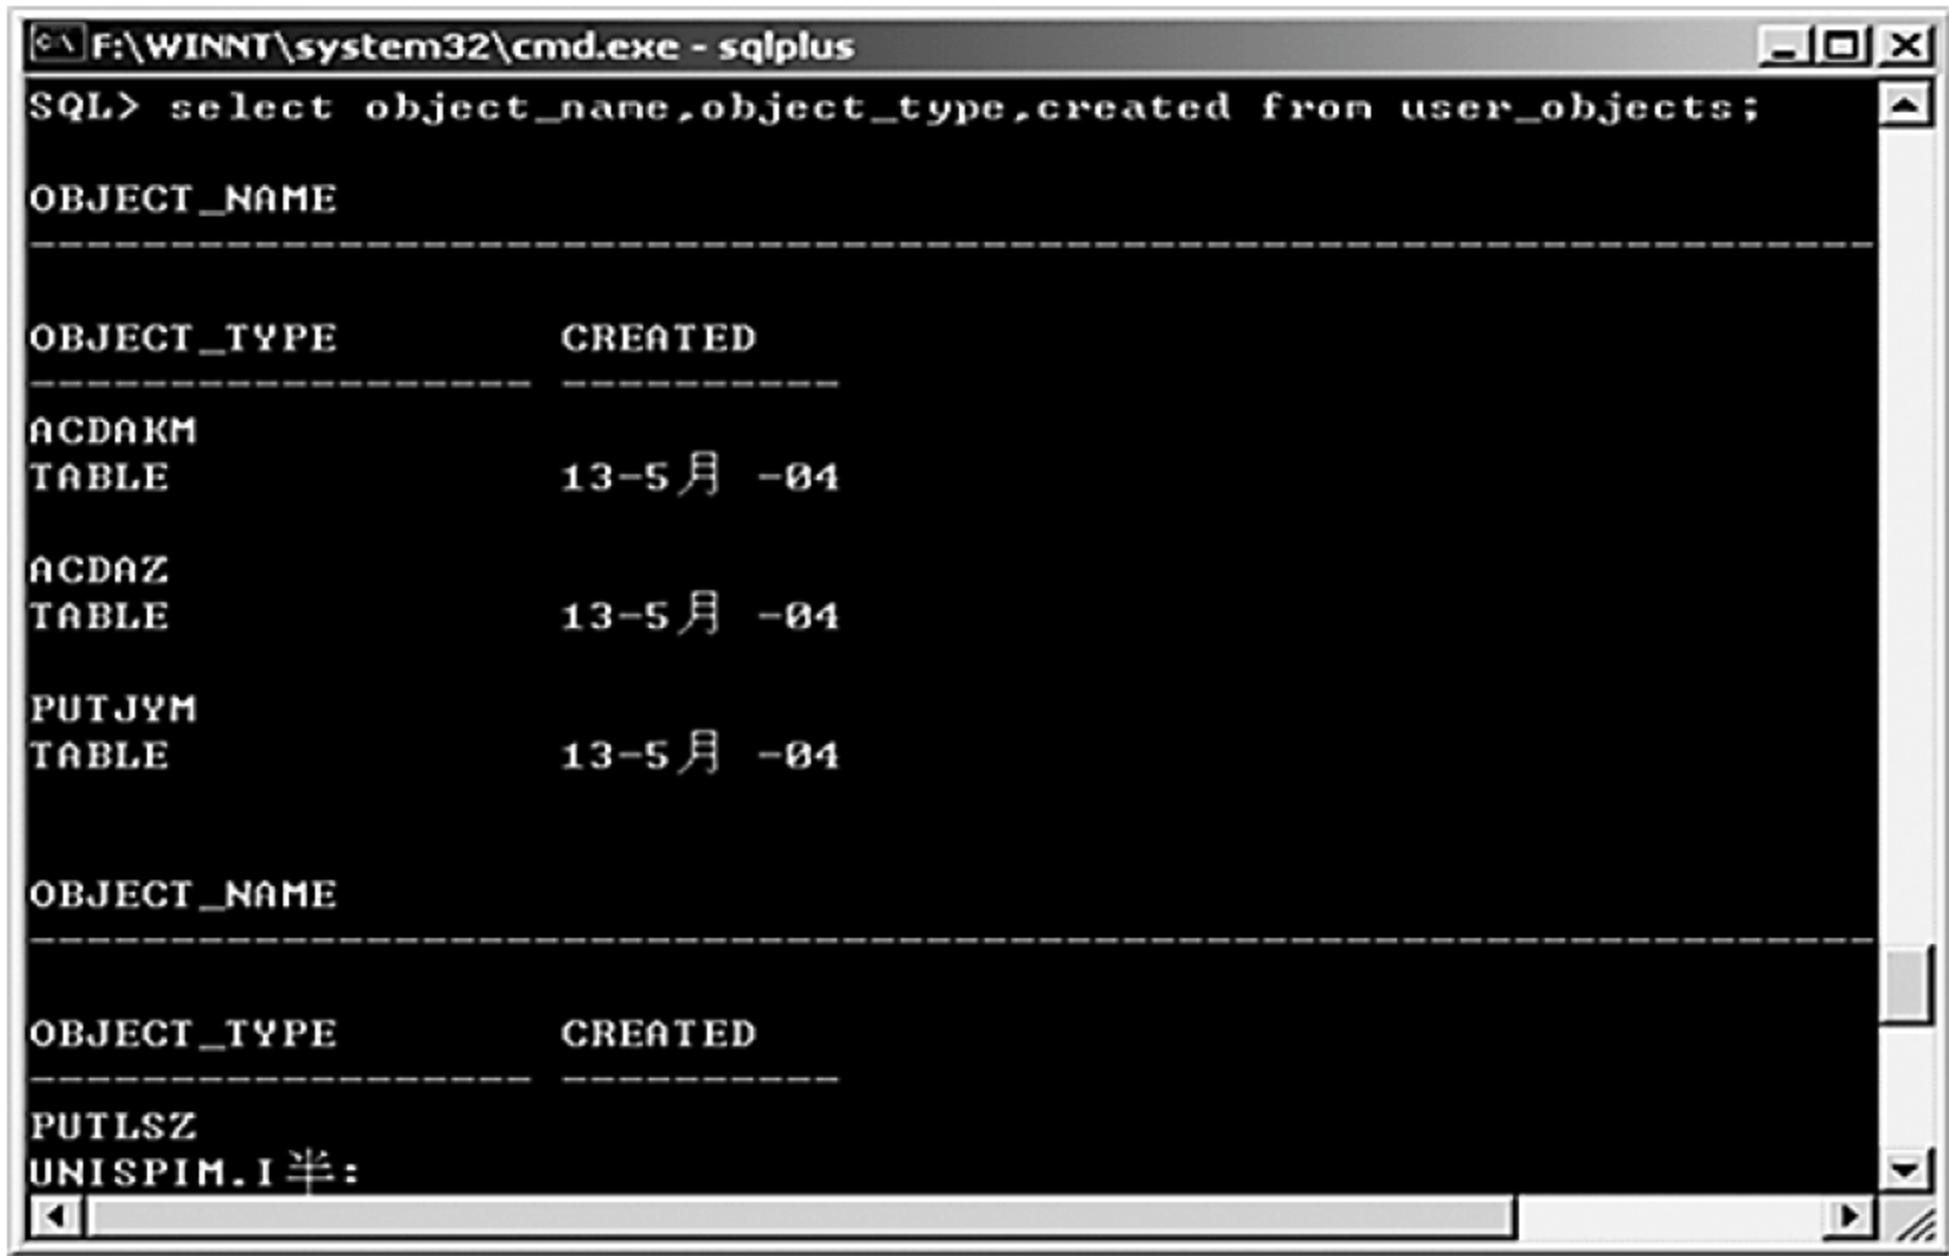 F:\WINNT\system32\cmd.exe - sqlplus
SQL> select object_name,object_type,created from user_objects;
OBJECT_NAME
--------------------------------------------------------------------------------
OBJECT_TYPE         CREATED
------------------  ----------
ACDAKM
TABLE               13-5月 -04
ACDAZ
TABLE               13-5月 -04
PUTJYM
TABLE               13-5月 -04
OBJECT_NAME
--------------------------------------------------------------------------------
OBJECT_TYPE         CREATED
------------------  ----------
PUTLSZ
UNISPIM.I半: